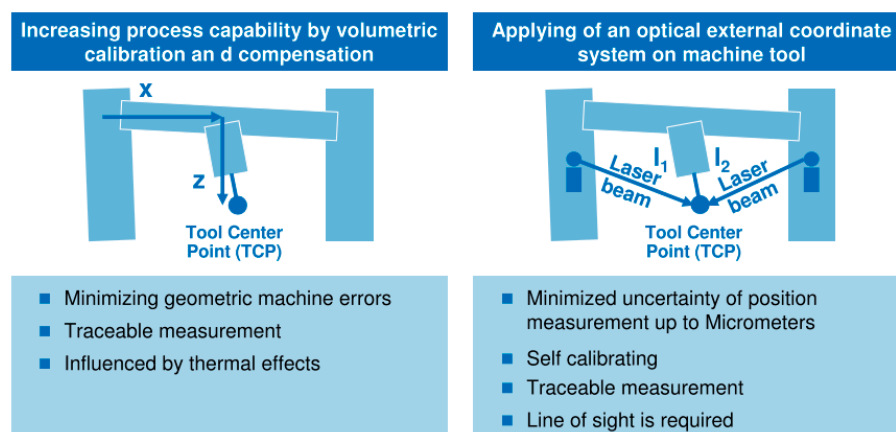 Increasing process capability by volumetric
calibration an d compensation
X
Z
Tool Center
Point (TCP)
Minimizing geometric machine errors
Traceable measurement
Influenced by thermal effects
Applying of an optical external coordinate
system on machine tool
l1
l2
Laser
beam
Laser
beam
Tool Center
Point (TCP)
Minimized uncertainty of position
measurement up to Micrometers
Self calibrating
Traceable measurement
Line of sight is required